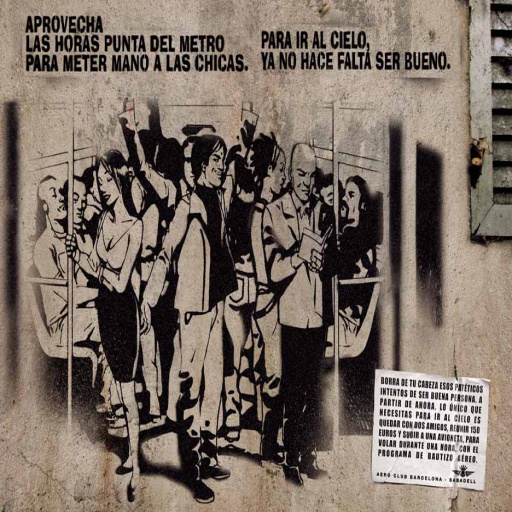 APROVECHA
LAS HORAS PUNTA DEL METRO
PARA METER MANO A LAS CHICAS.
PARA IR AL CIELO,
YA NO HACE FALTA SER BUENO.
BORRA DE TU CABEZA ESOS PATÉTICOS
INTENTOS DE SER BUENA PERSONA. A
PARTIR DE AHORA, LO ÚNICO QUE
NECESITAS PARA IR AL CIELO ES
QUEDAR CON DOS AMIGOS, REUNIR 150
EUROS Y SUBIR A UNA AVIONETA, PARA
VOLAR DURANTE UNA HORA, CON EL
PROGRAMA DE BAUTIZO AÉREO.
AERO CLUB BARCELONA - SABADELL